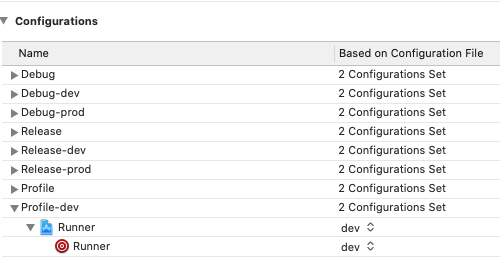 Configurations
Name Based on Configuration File
Debug 2 Configurations Set
Debug-dev 2 Configurations Set
Debug-prod 2 Configurations Set
Release 2 Configurations Set
Release-dev 2 Configurations Set
Release-prod 2 Configurations Set
Profile 2 Configurations Set
Profile-dev 2 Configurations Set
Runner dev
Runner dev